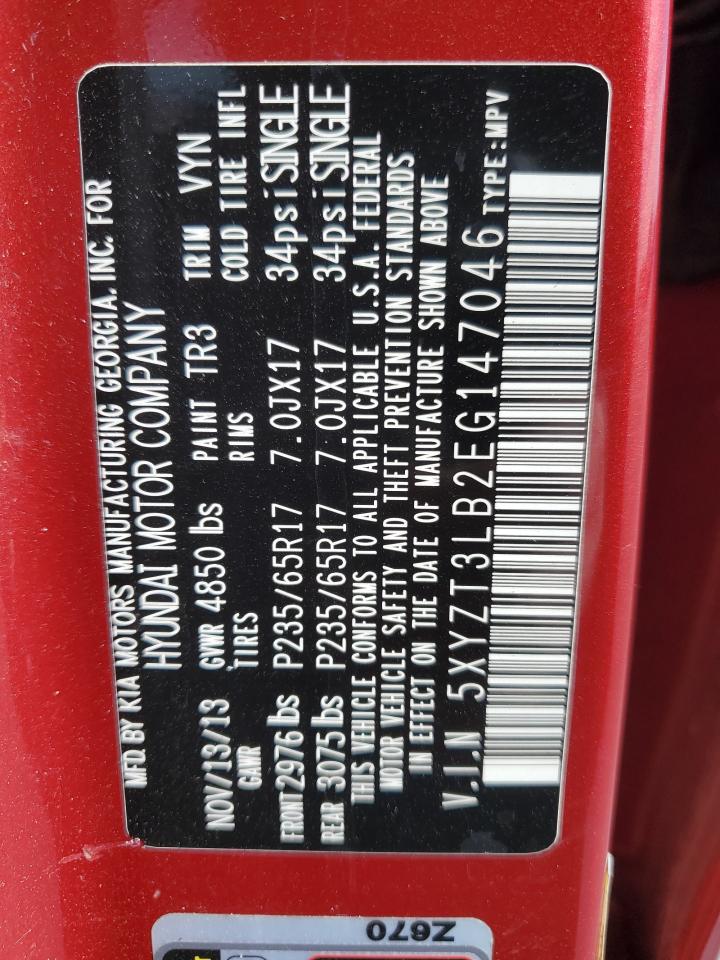 MFD. BY KIA MOTORS MANUFACTURING GEORGIA, INC. FOR
HYUNDAI MOTOR COMPANY
NOV/13/13 GVWR 4850 lbs PAINT TR3 TRIM VYN
GAWR TIRES RIMS COLD TIRE INFL
FRONT 2976 lbs P235/65R17 7.0JX17 34psi SINGLE
REAR 3075 lbs P235/65R17 7.0JX17 34psi SINGLE
THIS VEHICLE CONFORMS TO ALL APPLICABLE U.S.A. FEDERAL
MOTOR VEHICLE SAFETY AND THEFT PREVENTION STANDARDS
IN EFFECT ON THE DATE OF MANUFACTURE SHOWN ABOVE
V.I.N 5XYZT3LB2EG147046 TYPE:MPV
Z670